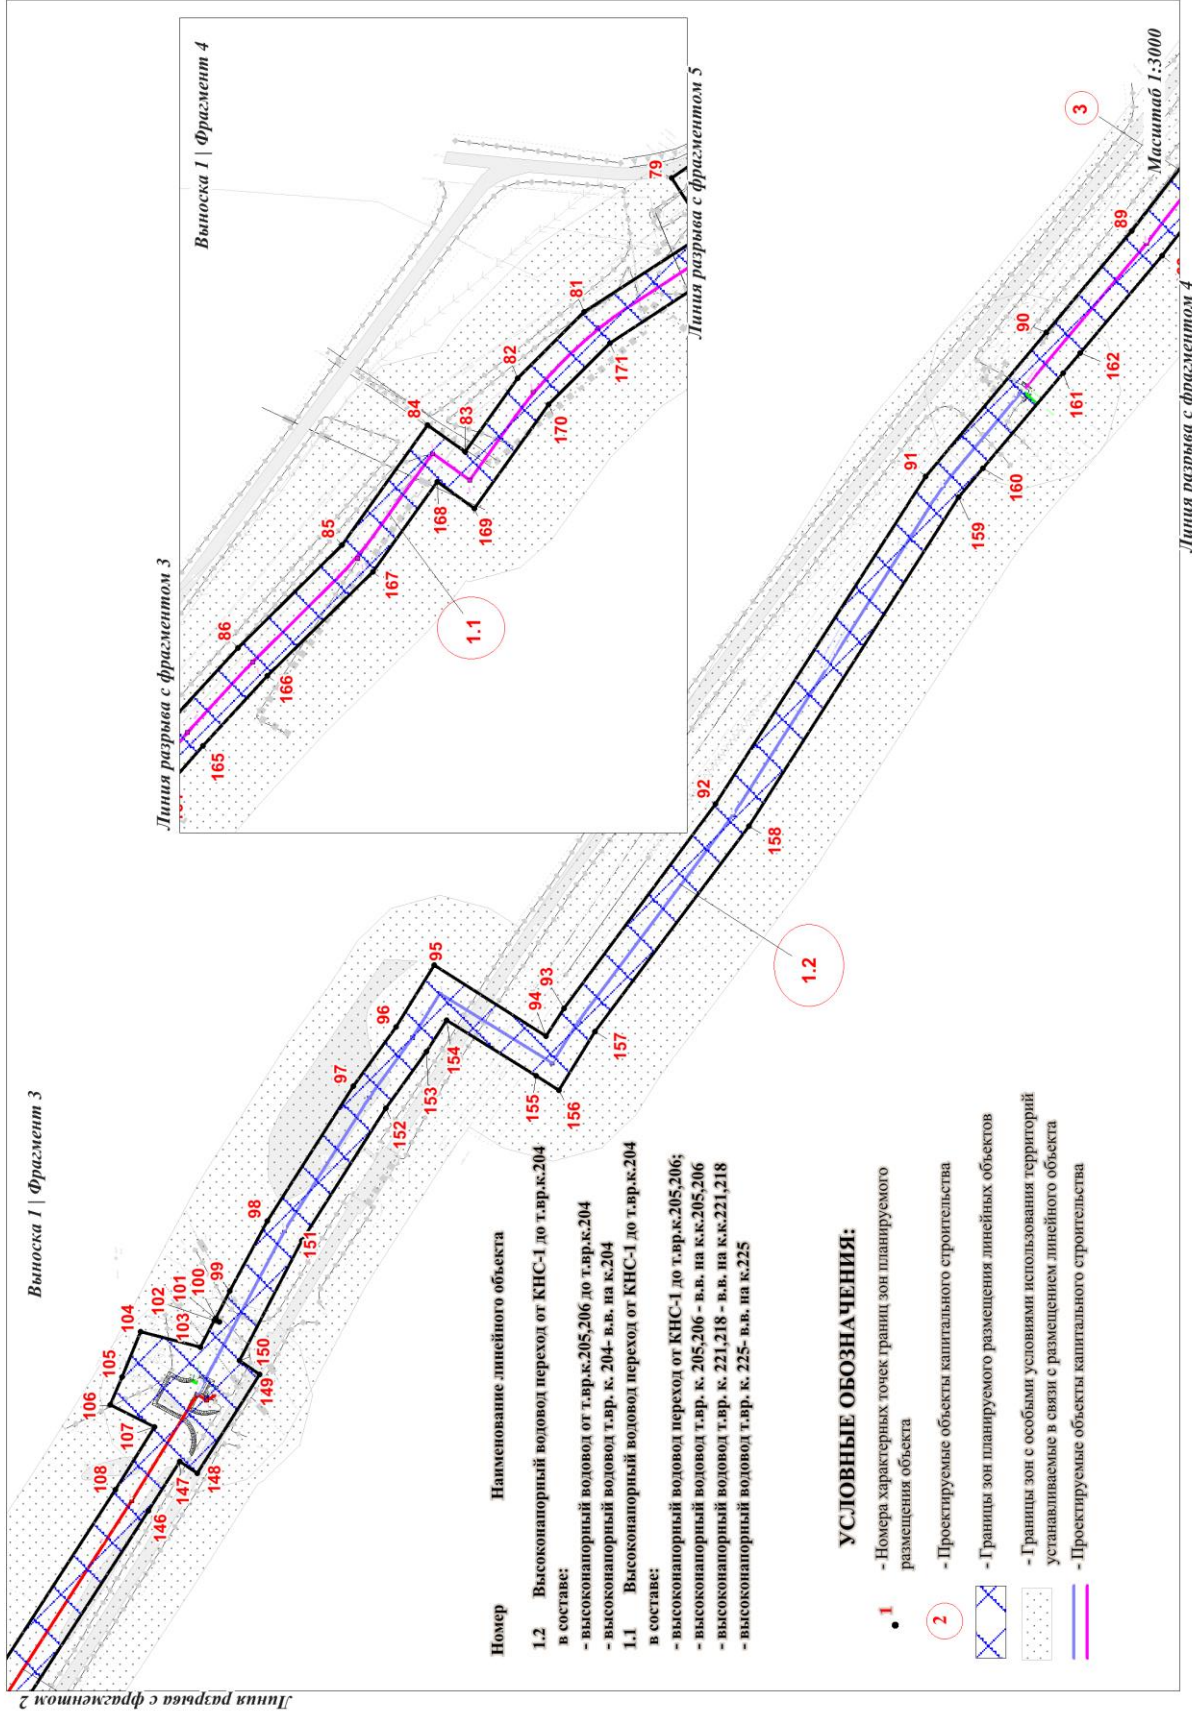 Выноска 1 | Фрагмент 3
Выноска 1 | Фрагмент 4
Линия разрыва с фрагментом 2
Линия разрыва с фрагментом 3
Линия разрыва с фрагментом 5
Линия разрыва с фрагментом 4
Масштаб 1:3000
108
107
106
105
104
102
103
101
100
99
98
97
96
95
94
93
92
91
90
89
3
146
147
148
149
150
151
152
153
154
155
156
157
158
159
160
161
162
1.2
165
86
166
85
167
84
168
83
169
82
170
81
171
79
1.1
Номер Наименование линейного объекта
1.2 Высоконапорный водовод переход от КНС-1 до т.вр.к.204
в составе:
- высоконапорный водовод от т.вр.к.205,206 до т.вр.к.204
- высоконапорный водовод т.вр. к. 204- в.в. на к.204
1.1 Высоконапорный водовод переход от КНС-1 до т.вр.к.204
в составе:
- высоконапорный водовод переход от КНС-1 до т.вр.к.205,206;
- высоконапорный водовод т.вр. к. 205,206 - в.в. на к.к.205,206
- высоконапорный водовод т.вр. к. 221,218 - в.в. на к.к.221,218
- высоконапорный водовод т.вр. к. 225- в.в. на к.225
УСЛОВНЫЕ ОБОЗНАЧЕНИЯ:
1 - Номера характерных точек границ зон планируемого
размещения объекта
2 - Проектируемые объекты капитального строительства
- Границы зон планируемого размещения линейных объектов
- Границы зон с особыми условиями использования территорий
устанавливаемые в связи с размещением линейного объекта
- Проектируемые объекты капитального строительства